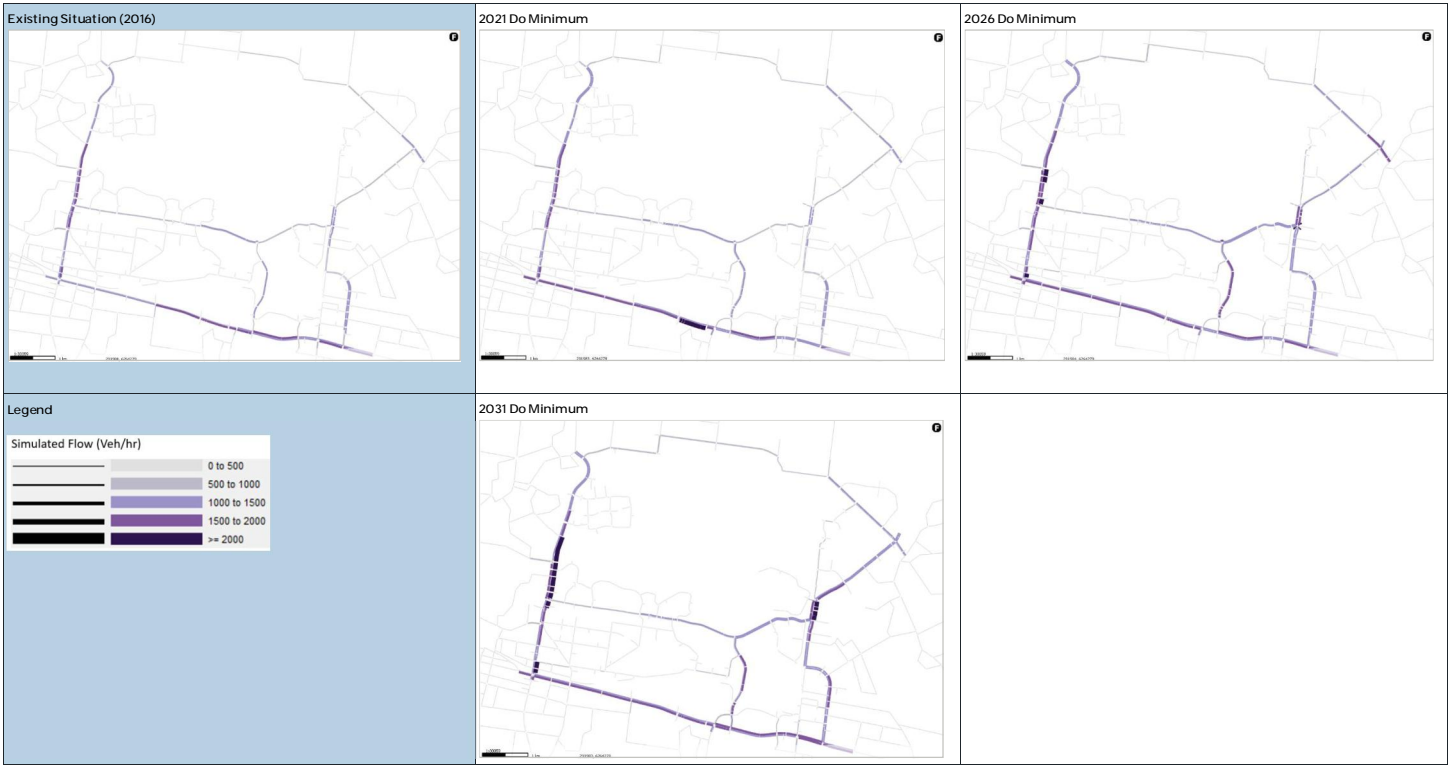 Existing Situation (2016)
2021 Do Minimum
2026 Do Minimum
Legend
Simulated Flow (Veh/hr)
0 to 500
500 to 1000
1000 to 1500
1500 to 2000
>= 2000
2031 Do Minimum